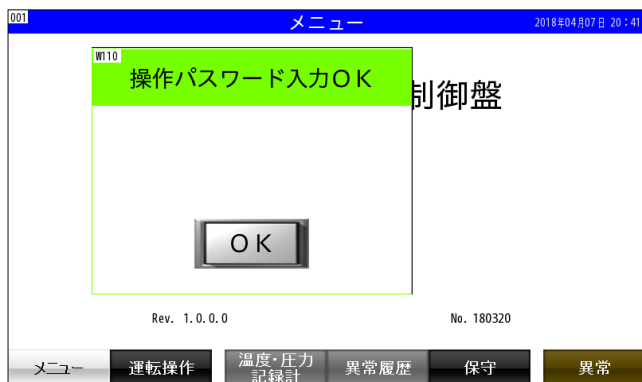 001
メニュー
2018年04月07日 20：41
W110
操作パスワード入力ＯＫ
制御盤
ＯＫ
Rev. 1.0.0.0
No. 180320
メニュー
運転操作
温度・圧力
記録計
異常履歴
保守
異常